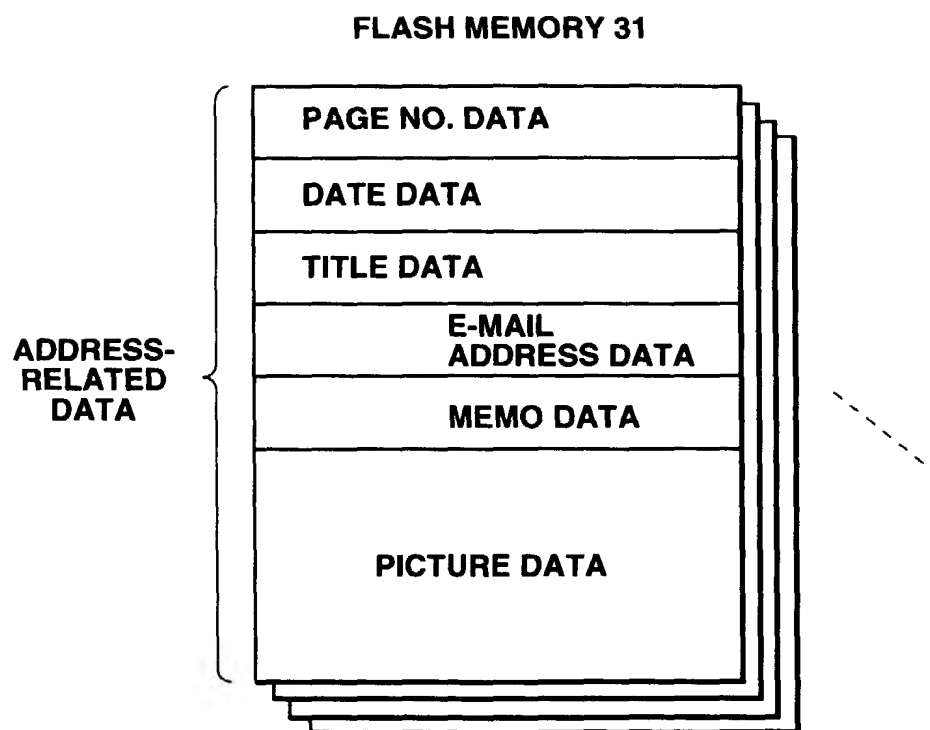 FLASH MEMORY 31
PAGE NO. DATA
DATE DATA
TITLE DATA
E-MAIL
ADDRESS DATA
MEMO DATA
PICTURE DATA
ADDRESS-
RELATED
DATA